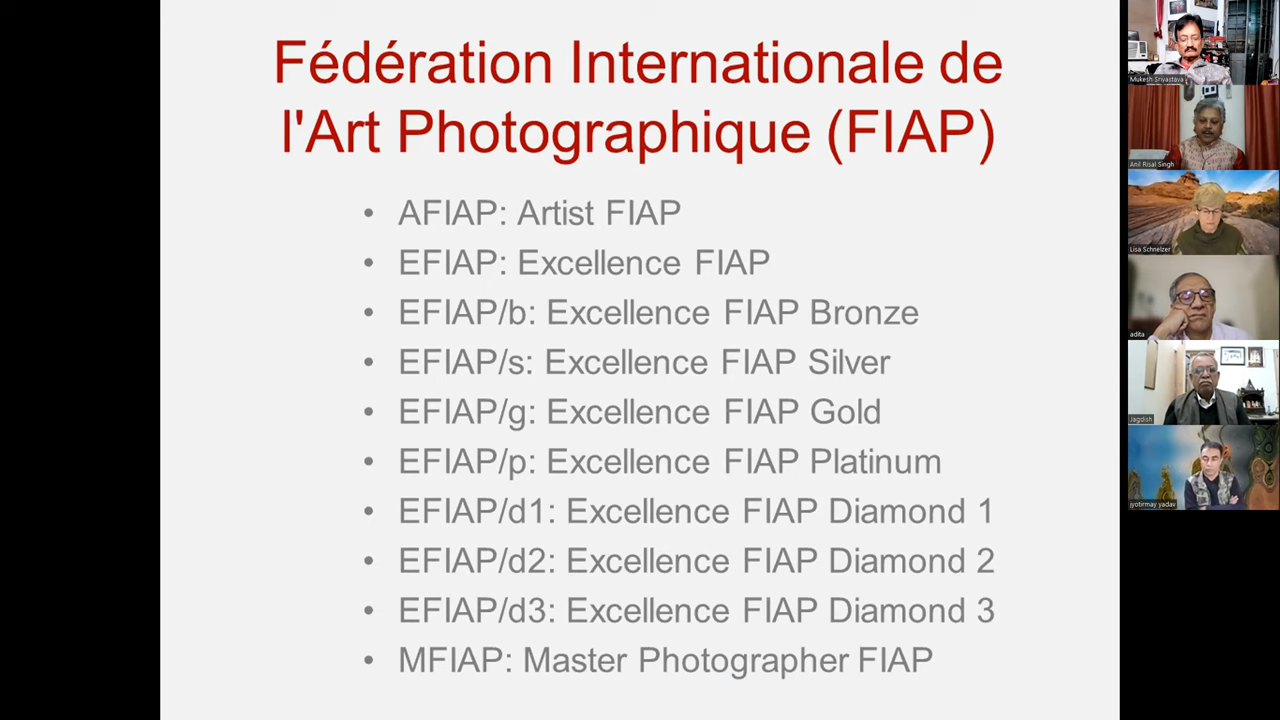 Fédération Internationale de
l'Art Photographique (FIAP)
• AFIAP: Artist FIAP
• EFIAP: Excellence FIAP
• EFIAP/b: Excellence FIAP Bronze
• EFIAP/s: Excellence FIAP Silver
• EFIAP/g: Excellence FIAP Gold
• EFIAP/p: Excellence FIAP Platinum
• EFIAP/d1: Excellence FIAP Diamond 1
• EFIAP/d2: Excellence FIAP Diamond 2
• EFIAP/d3: Excellence FIAP Diamond 3
• MFIAP: Master Photographer FIAP
Mukesh Srivastava
Anil Risal Singh
Lisa Schnelzer
adita
Jagdish
jyotirmay yadav